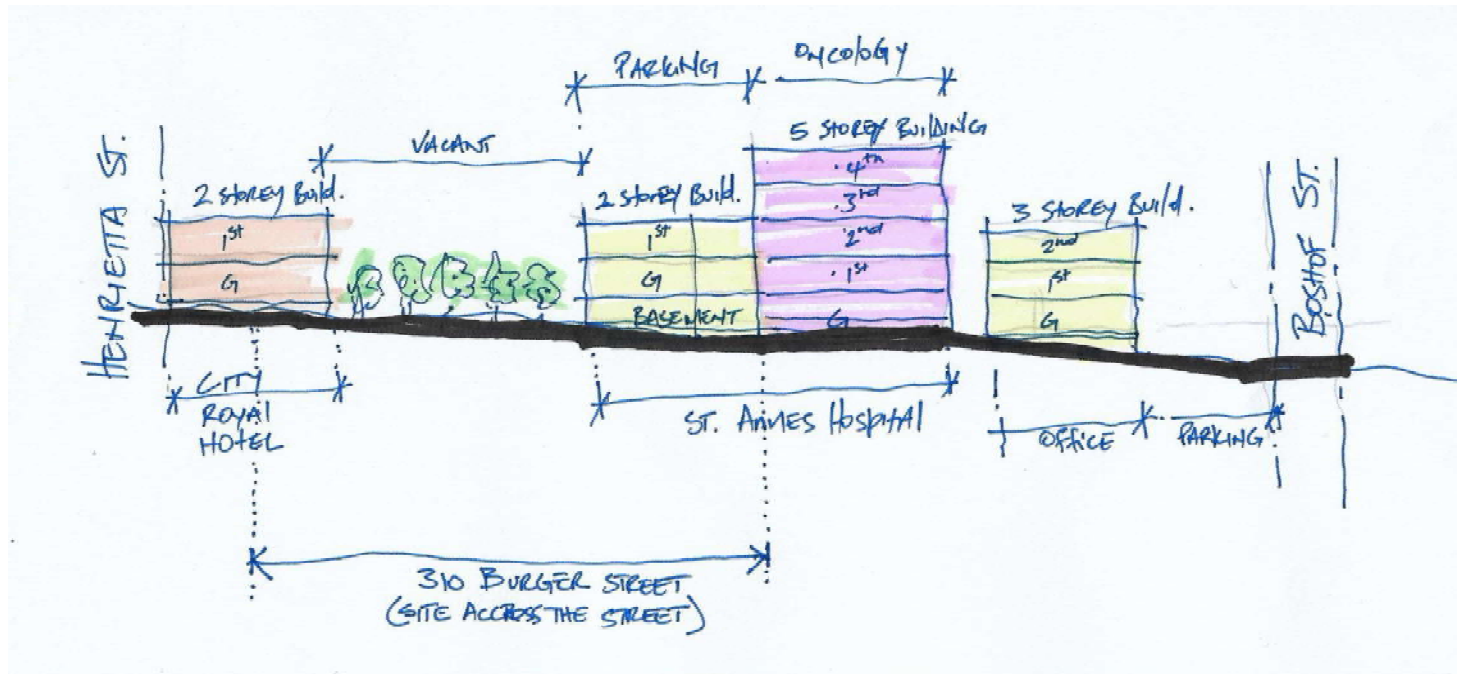 PARKING
ONCOLOGY
VACANT
5 STOREY BUILDING
4th
3rd
2nd
1st
G
HENRIETTA ST.
2 STOREY Build.
1st
G
2 STOREY Build.
1st
G
BASEMENT
3 STOREY Build.
2nd
1st
G
BOSHOF ST.
CITY
ROYAL
HOTEL
ST. ANNES HOSPITAL
OFFICE
PARKING
310 BURGER STREET
(SITE ACCROSS THE STREET)